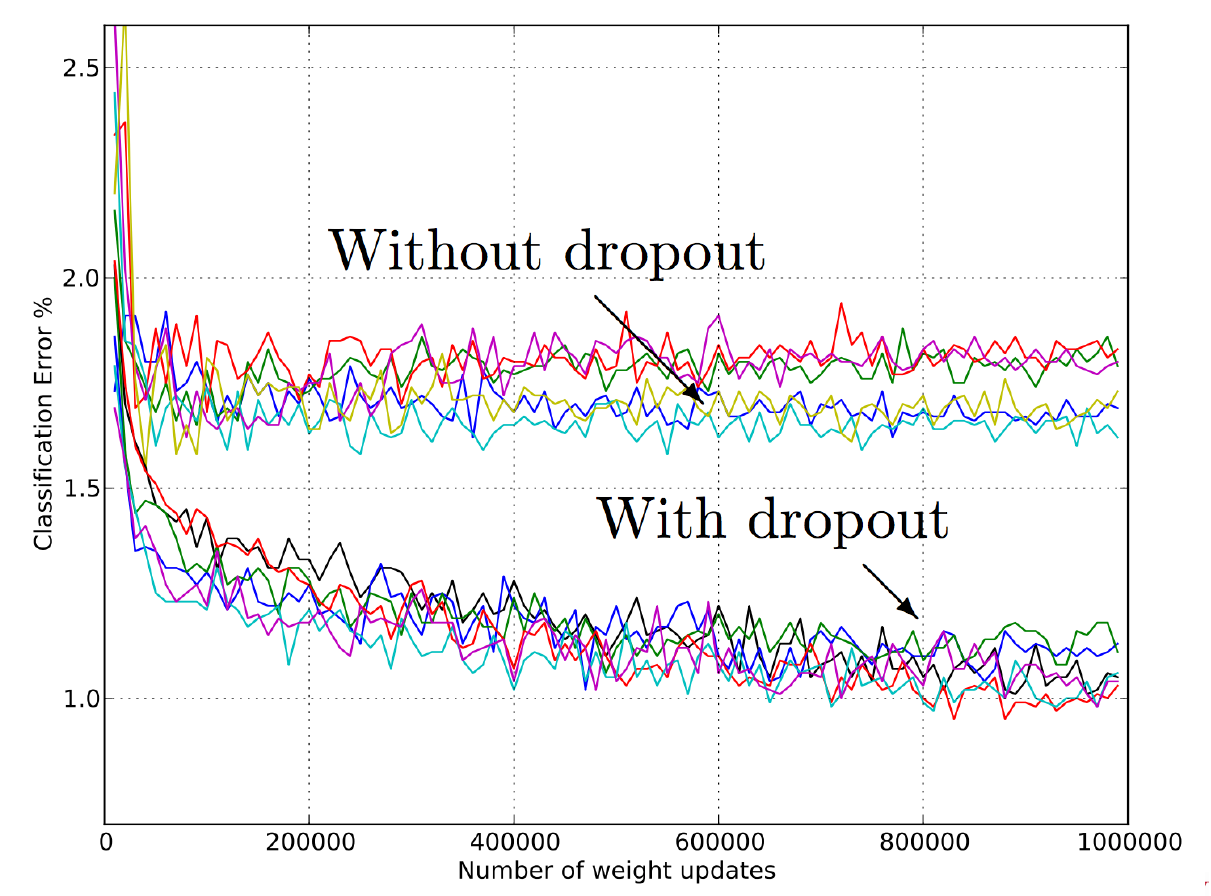 2.5
Without dropout
2.0
1.5
With dropout
1.0
Classification Error %
0 200000 400000 600000 800000 1000000
Number of weight updates
r